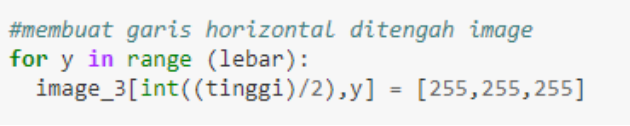 #membuat garis horizontal ditengah image
for y in range (lebar):
  image_3[int((tinggi)/2),y] = [255,255,255]